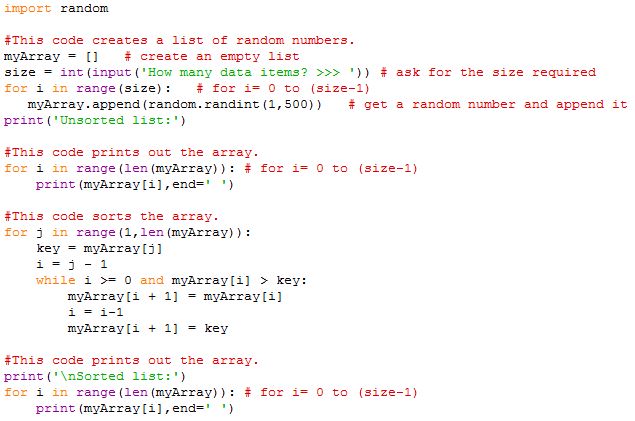 import random
#This code creates a list of random numbers.
myArray = []   # create an empty list
size = int(input('How many data items? >>> ')) # ask for the size required
for i in range(size):   # for i= 0 to (size-1)
   myArray.append(random.randint(1,500))   # get a random number and append it
print('Unsorted list:')
#This code prints out the array.
for i in range(len(myArray)): # for i= 0 to (size-1)
    print(myArray[i],end=' ')
#This code sorts the array.
for j in range(1,len(myArray)):
    key = myArray[j]
    i = j - 1
    while i >= 0 and myArray[i] > key:
        myArray[i + 1] = myArray[i]
        i = i-1
        myArray[i + 1] = key
#This code prints out the array.
print('\nSorted list:')
for i in range(len(myArray)): # for i= 0 to (size-1)
    print(myArray[i],end=' ')